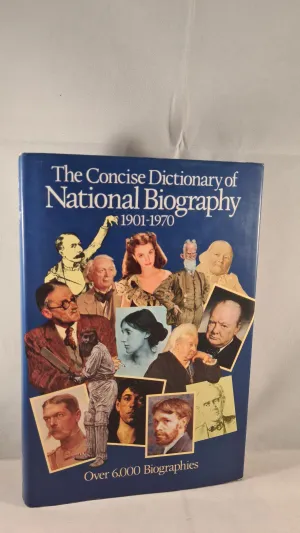 The Concise Dictionary of
National Biography
1901-1970
Over 6,000 Biographies